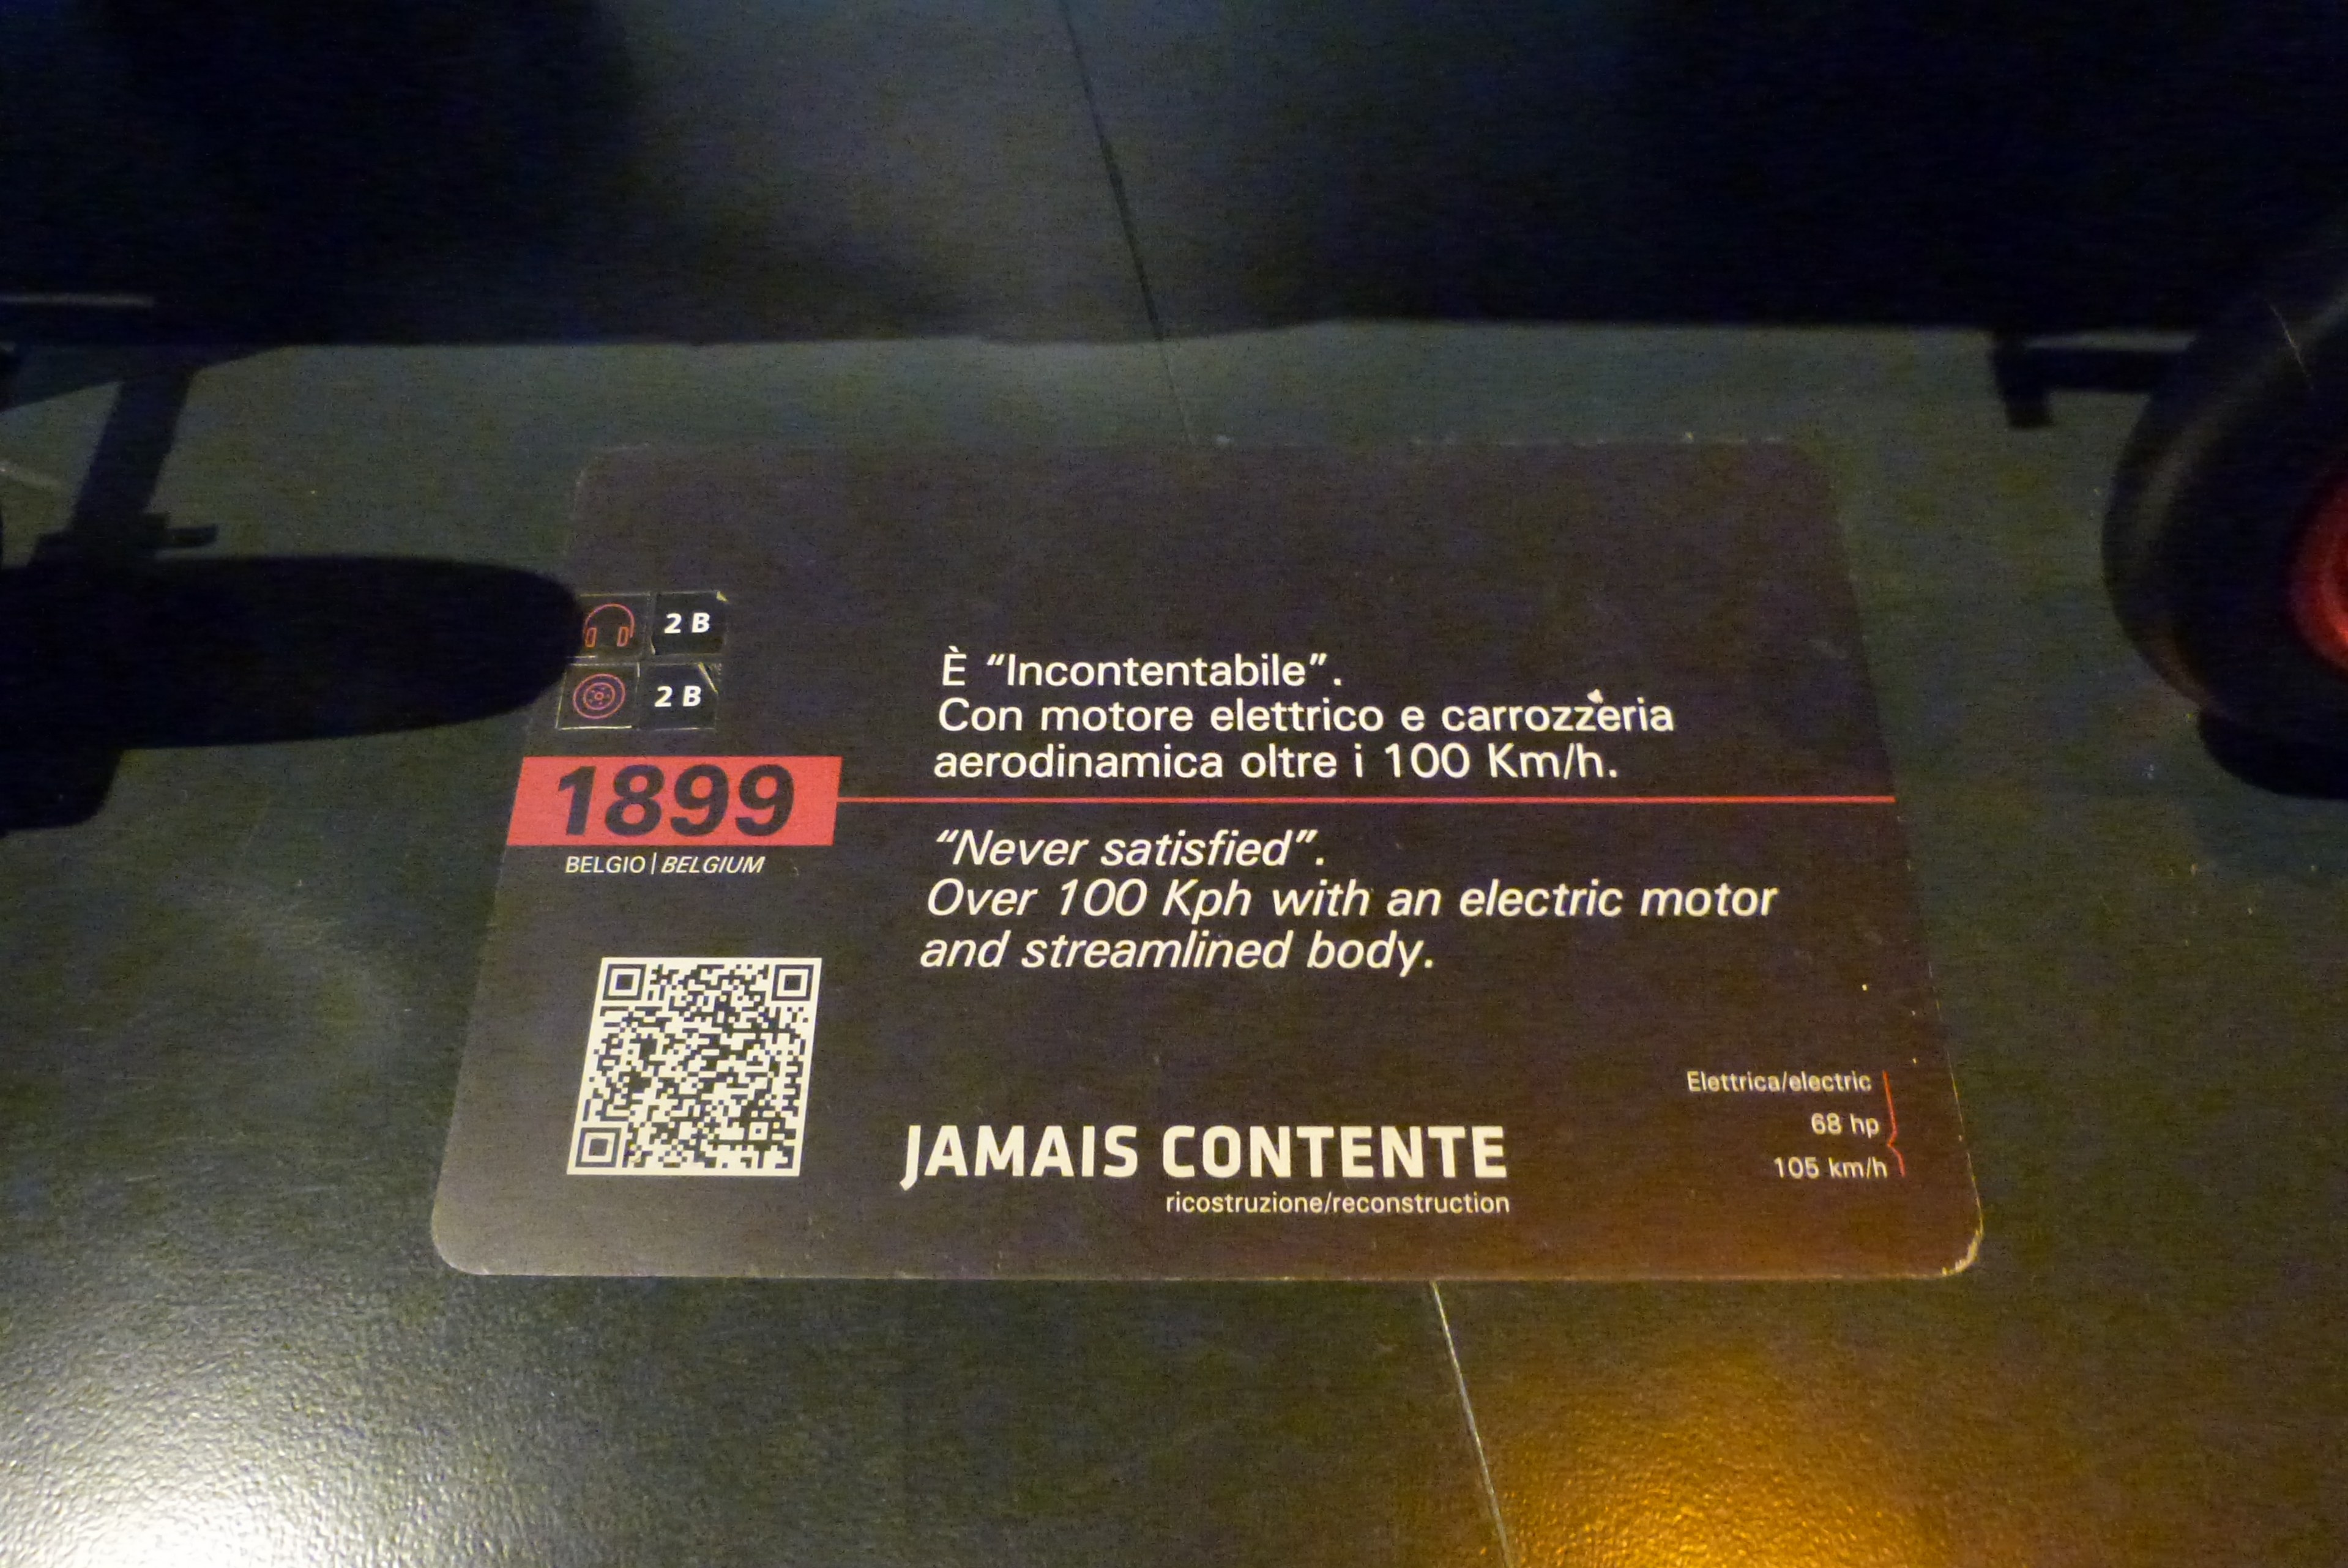 2 B
2 B
È “Incontentabile”.
Con motore elettrico e carrozzeria
aerodinamica oltre i 100 Km/h.
1899
BELGIO | BELGIUM
“Never satisfied”.
Over 100 Kph with an electric motor
and streamlined body.
JAMAIS CONTENTE
ricostruzione/reconstruction
Elettrica/electric
68 hp
105 km/h